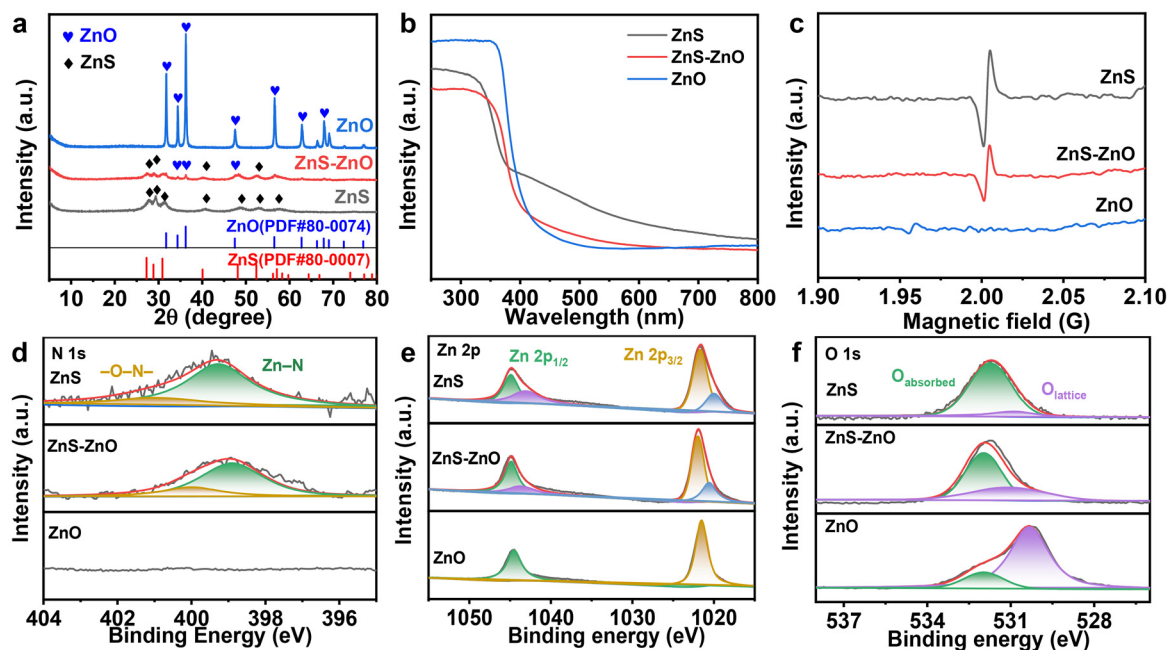 a
♥ ZnO
♦ ZnS
ZnO
ZnS-ZnO
ZnS
ZnO(PDF#80-0074)
ZnS(PDF#80-0007)
10 20 30 40 50 60 70 80
2θ (degree)
Intensity (a.u.)
b
ZnS
ZnS-ZnO
ZnO
300 400 500 600 700 800
Wavelength (nm)
Intensity (a.u.)
c
ZnS
ZnS-ZnO
ZnO
1.90 1.95 2.00 2.05 2.10
Magnetic field (G)
Intensity (a.u.)
d
N 1s
ZnS
–O–N–
Zn–N
ZnS-ZnO
ZnO
404 402 400 398 396
Binding Energy (eV)
Intensity (a.u.)
e
Zn 2p
Zn 2p1/2
Zn 2p3/2
ZnS
ZnS-ZnO
ZnO
1050 1040 1030 1020
Binding energy (eV)
Intensity (a.u.)
f
O 1s
ZnS
Oabsorbed
Olattice
ZnS-ZnO
ZnO
537 534 531 528
Binding energy (eV)
Intensity (a.u.)